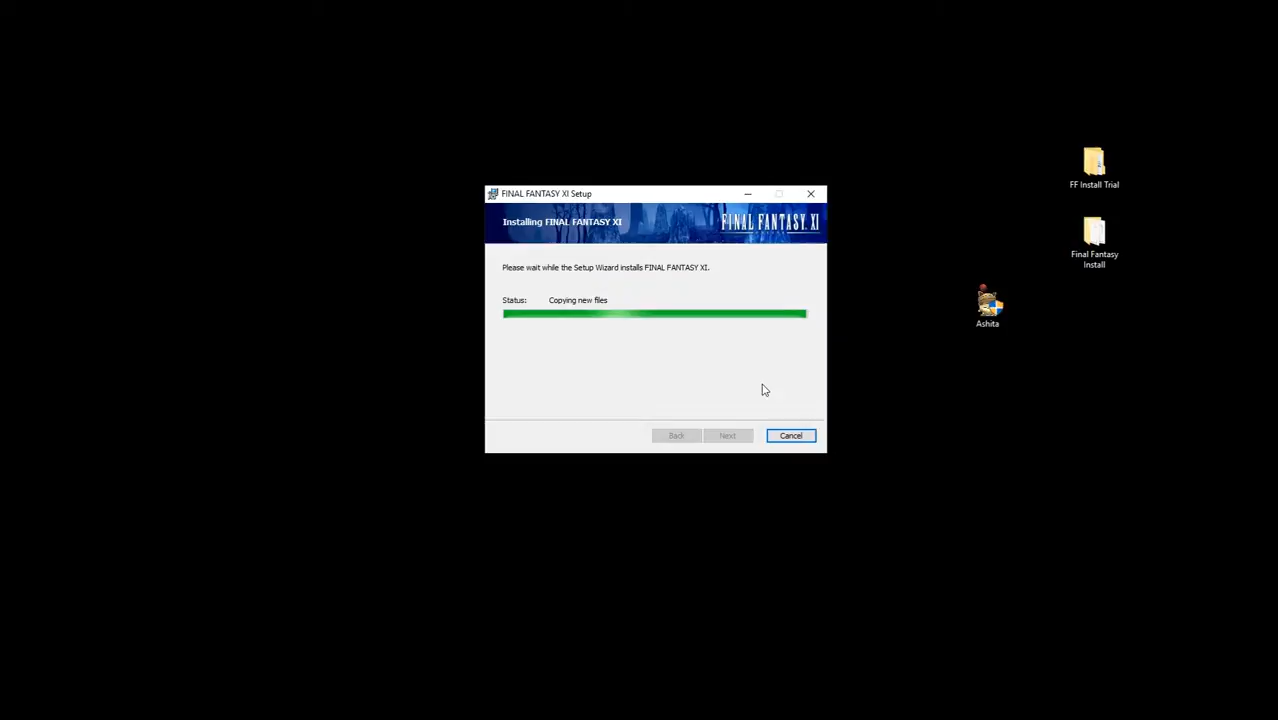 FINAL FANTASY XI Setup
Installing FINAL FANTASY XI
FINAL FANTASY XI
Please wait while the Setup Wizard installs FINAL FANTASY XI.
Status: Copying new files
Back Next Cancel
FF Install Trial
Final Fantasy
Install
Ashita